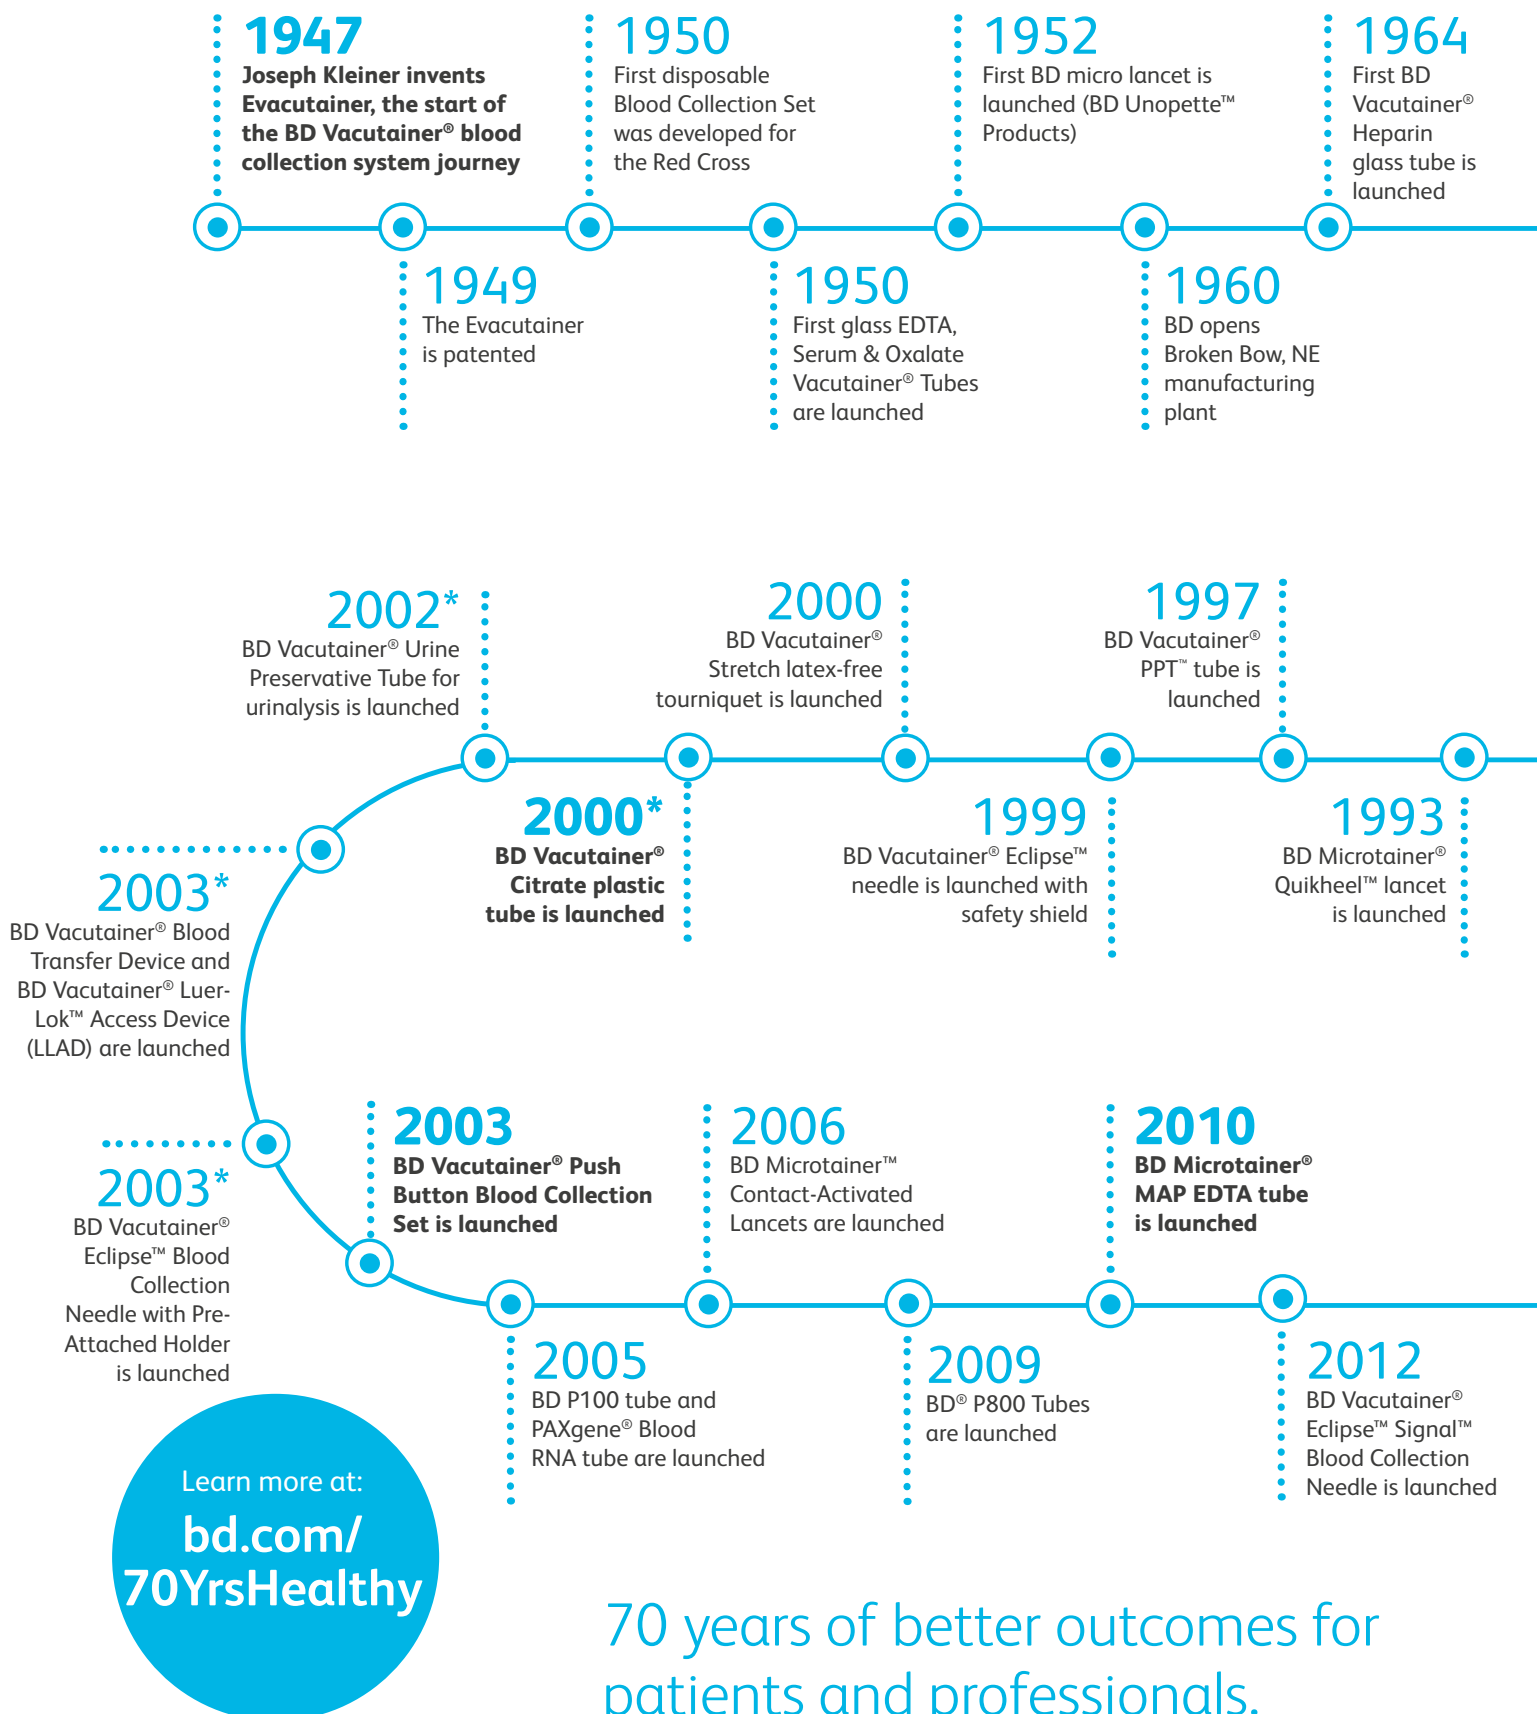 1947
Joseph Kleiner invents
Evacutainer, the start of
the BD Vacutainer® blood
collection system journey
1949
The Evacutainer
is patented
1950
First disposable
Blood Collection Set
was developed for
the Red Cross
1950
First glass EDTA,
Serum & Oxalate
Vacutainer® Tubes
are launched
1952
First BD micro lancet is
launched (BD Unopette™
Products)
1960
BD opens
Broken Bow, NE
manufacturing
plant
1964
First BD
Vacutainer®
Heparin
glass tube is
launched
1993
BD Microtainer®
Quikheel™ lancet
is launched
1997
BD Vacutainer®
PPT™ tube is
launched
1999
BD Vacutainer® Eclipse™
needle is launched with
safety shield
2000
BD Vacutainer®
Stretch latex-free
tourniquet is launched
2000*
BD Vacutainer®
Citrate plastic
tube is launched
2002*
BD Vacutainer® Urine
Preservative Tube for
urinalysis is launched
2003*
BD Vacutainer® Blood
Transfer Device and
BD Vacutainer® Luer-
Lok™ Access Device
(LLAD) are launched
2003*
BD Vacutainer®
Eclipse™ Blood
Collection
Needle with Pre-
Attached Holder
is launched
2003
BD Vacutainer® Push
Button Blood Collection
Set is launched
2005
BD P100 tube and
PAXgene® Blood
RNA tube are launched
2006
BD Microtainer™
Contact-Activated
Lancets are launched
2009
BD® P800 Tubes
are launched
2010
BD Microtainer®
MAP EDTA tube
is launched
2012
BD Vacutainer®
Eclipse™ Signal™
Blood Collection
Needle is launched
Learn more at:
bd.com/
70YrsHealthy
70 years of better outcomes for
patients and professionals.